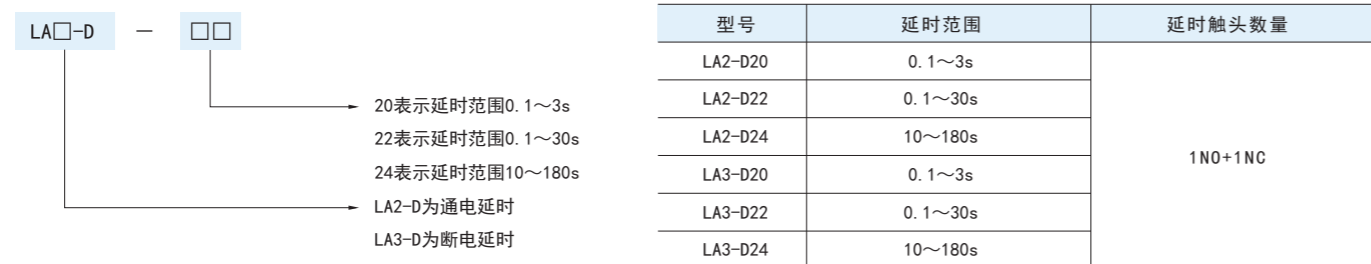 LA□-D — □□
20表示延时范围0.1～3s
22表示延时范围0.1～30s
24表示延时范围10～180s
LA2-D为通电延时
LA3-D为断电延时
型号 延时范围 延时触头数量
LA2-D20 0.1～3s
LA2-D22 0.1～30s
LA2-D24 10～180s
1NO+1NC
LA3-D20 0.1～3s
LA3-D22 0.1～30s
LA3-D24 10～180s